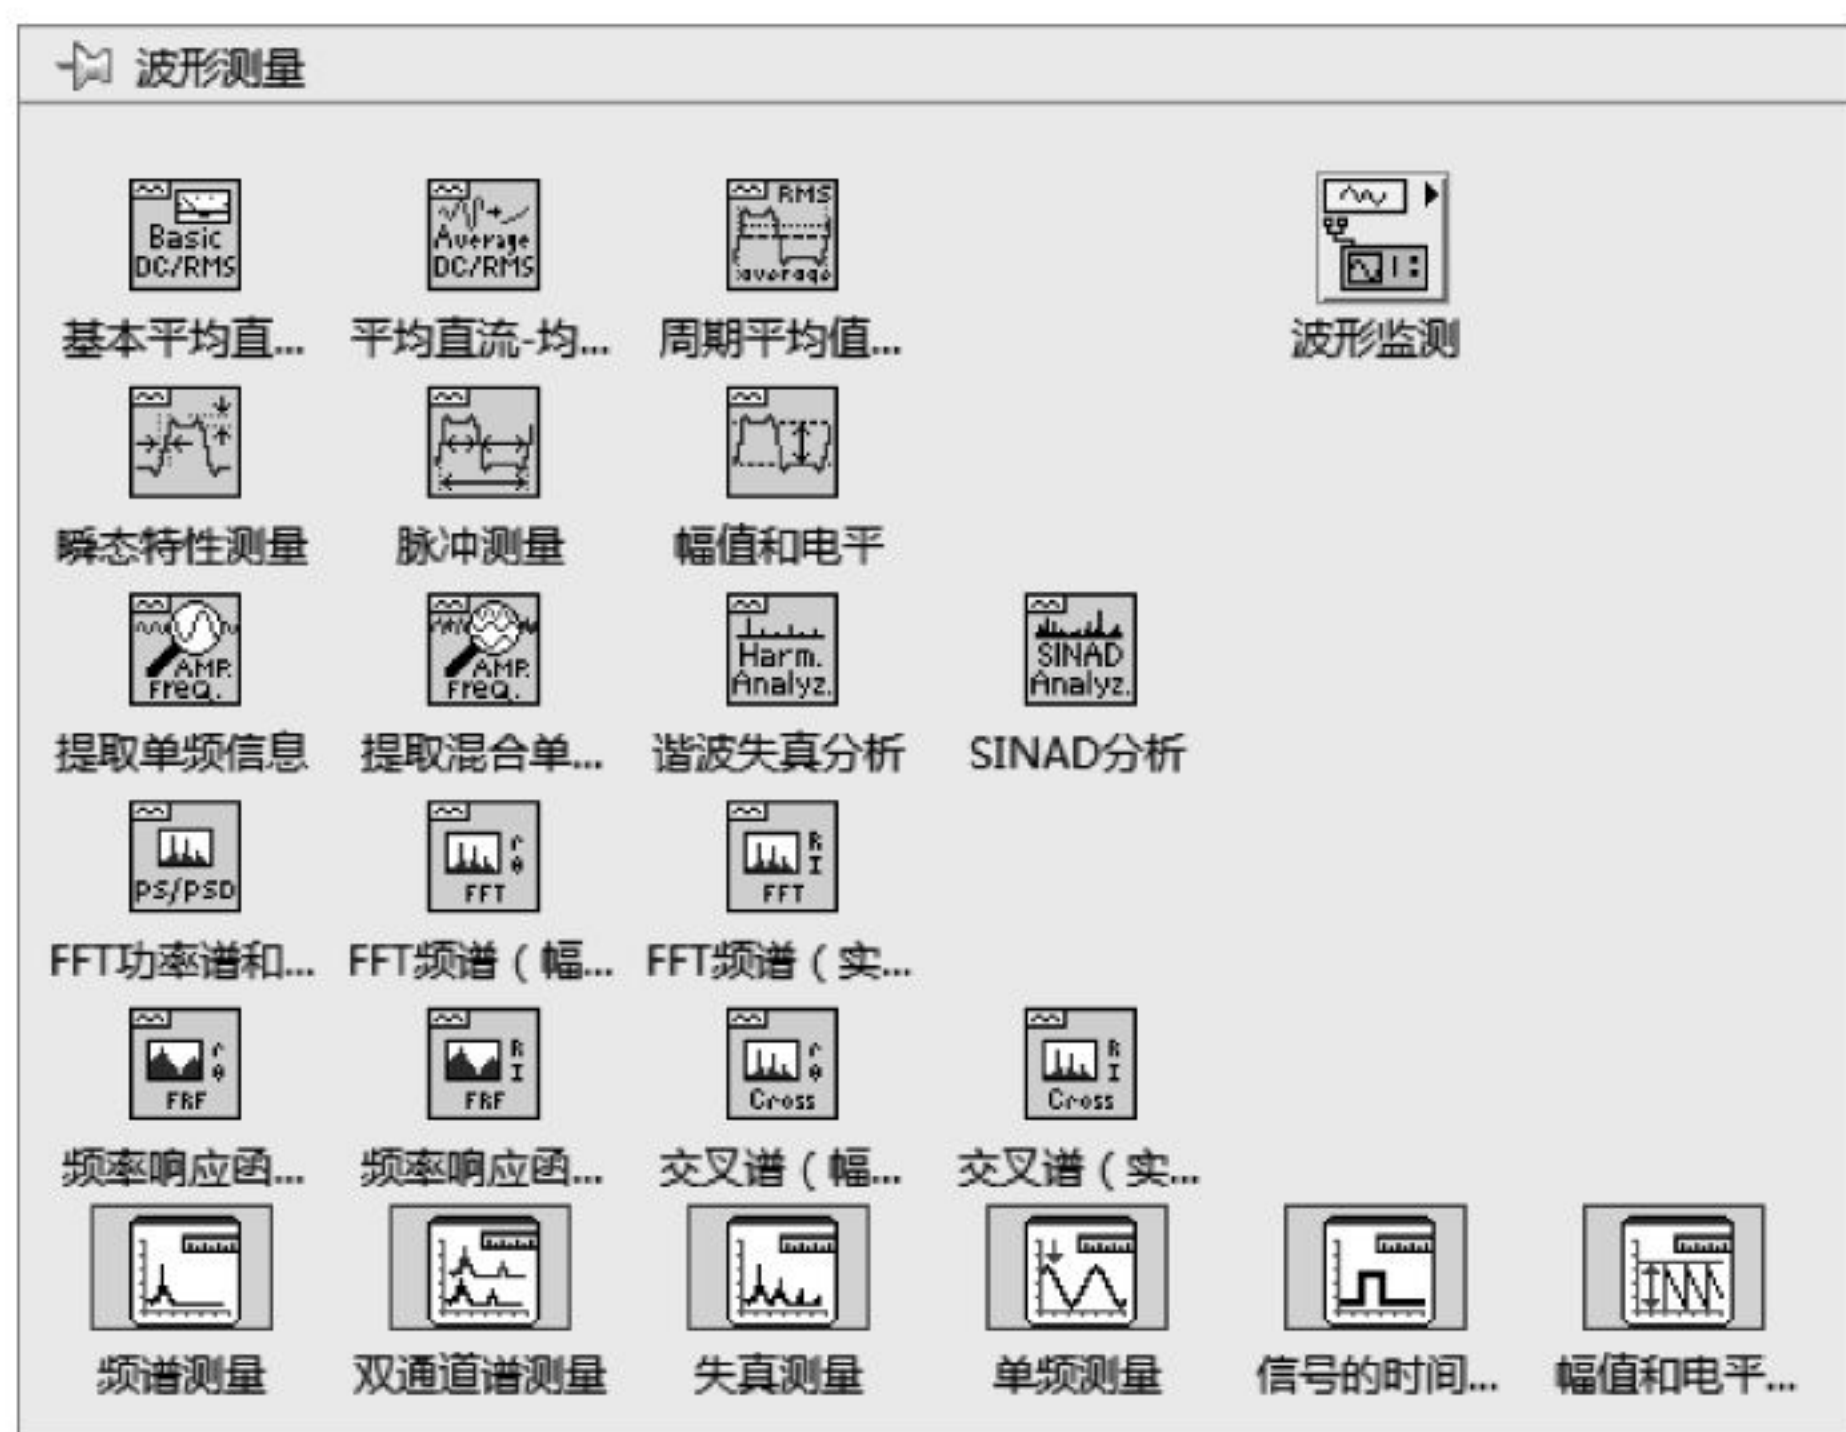 波形测量
Basic
DC/RMS
Average
DC/RMS
RMS
average
基本平均直...
平均直流-均...
周期平均值...
波形监测
瞬态特性测量
脉冲测量
幅值和电平
AMP.
Freq.
AMP.
Freq.
Harm.
Analyz.
SINAD
Analyz.
提取单频信息
提取混合单...
谐波失真分析
SINAD分析
PS/PSD
r
θ
FFT
R
I
FFT
FFT功率谱和...
FFT频谱（幅...
FFT频谱（实...
r
θ
FRF
R
I
FRF
r
θ
Cross
R
I
Cross
频率响应函...
频率响应函...
交叉谱（幅...
交叉谱（实...
频谱测量
双通道谱测量
失真测量
单频测量
信号的时间...
幅值和电平...